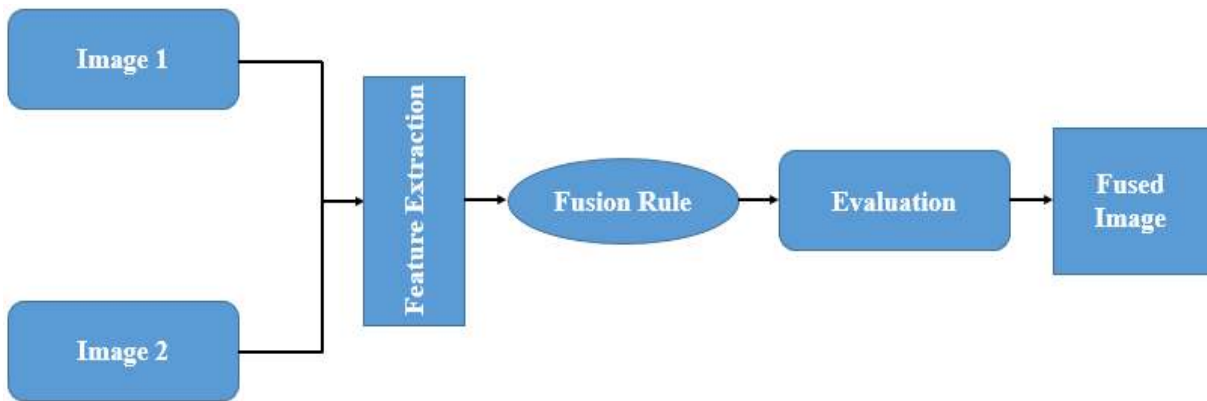 Image 1
Image 2
Feature Extraction
Fusion Rule
Evaluation
Fused
Image